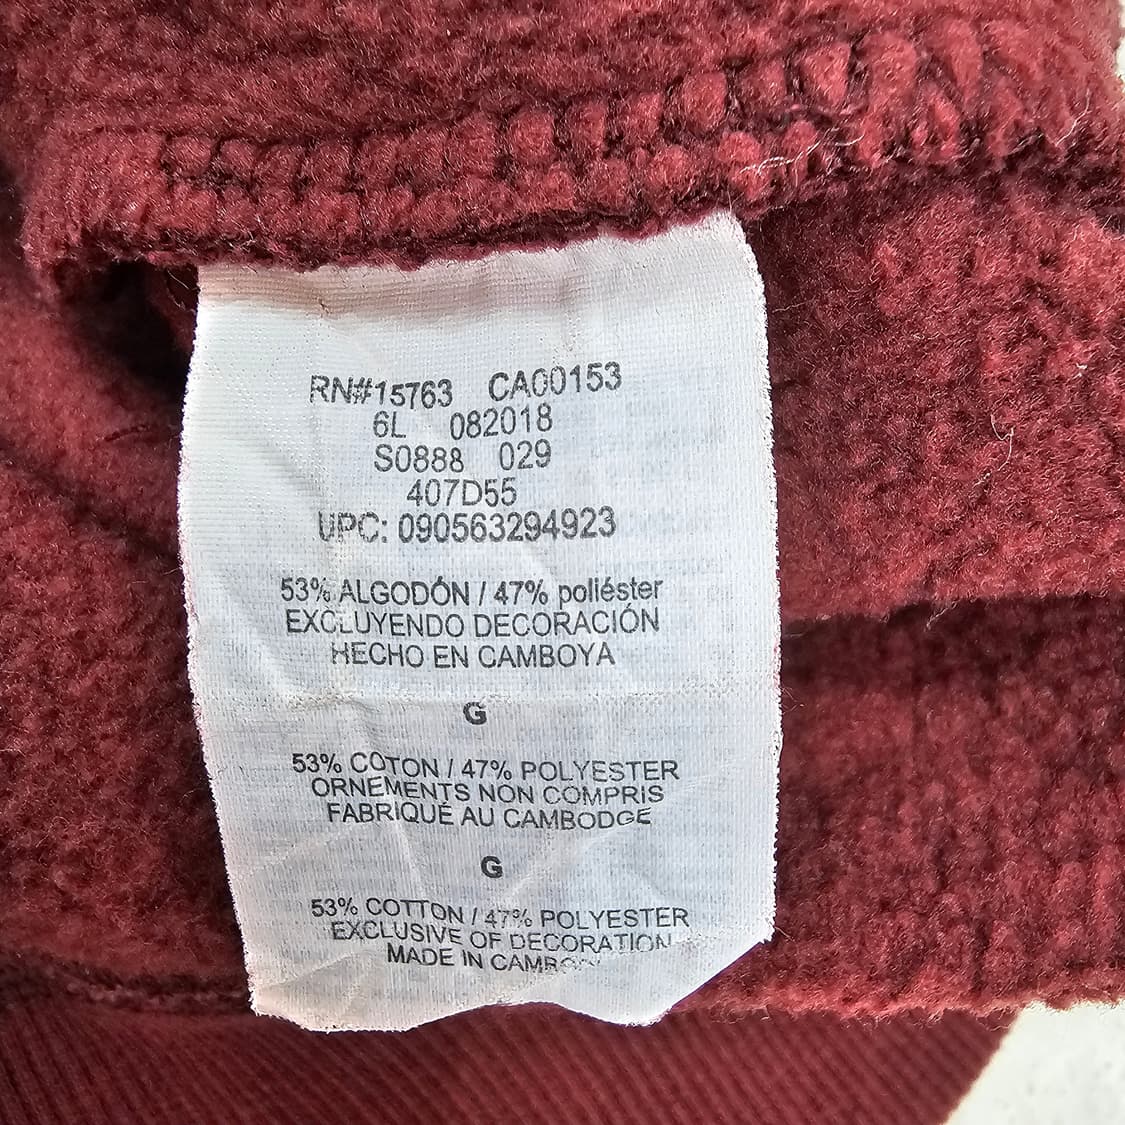 RN#15763 CA00153
6L 082018
S0888 029
407D55
UPC: 090563294923
53% ALGODÓN / 47% poliéster
EXCLUYENDO DECORACIÓN
HECHO EN CAMBOYA
G
53% COTON / 47% POLYESTER
ORNEMENTS NON COMPRIS
FABRIQUÉ AU CAMBODGE
G
53% COTTON / 47% POLYESTER
EXCLUSIVE OF DECORATION
MADE IN